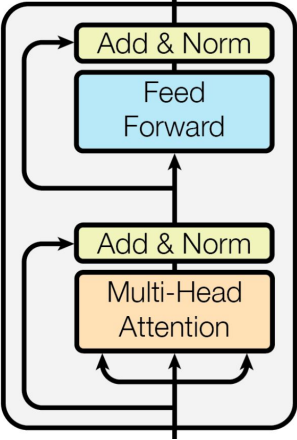 Add & Norm
Feed
Forward
Add & Norm
Multi-Head
Attention